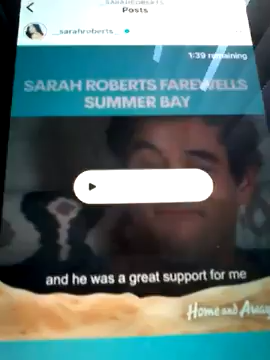 _sarahroberts_
Posts
_sarahroberts_
1:39 remaining
SARAH ROBERTS FAREWELLS
SUMMER BAY
and he was a great support for me
Home and Away